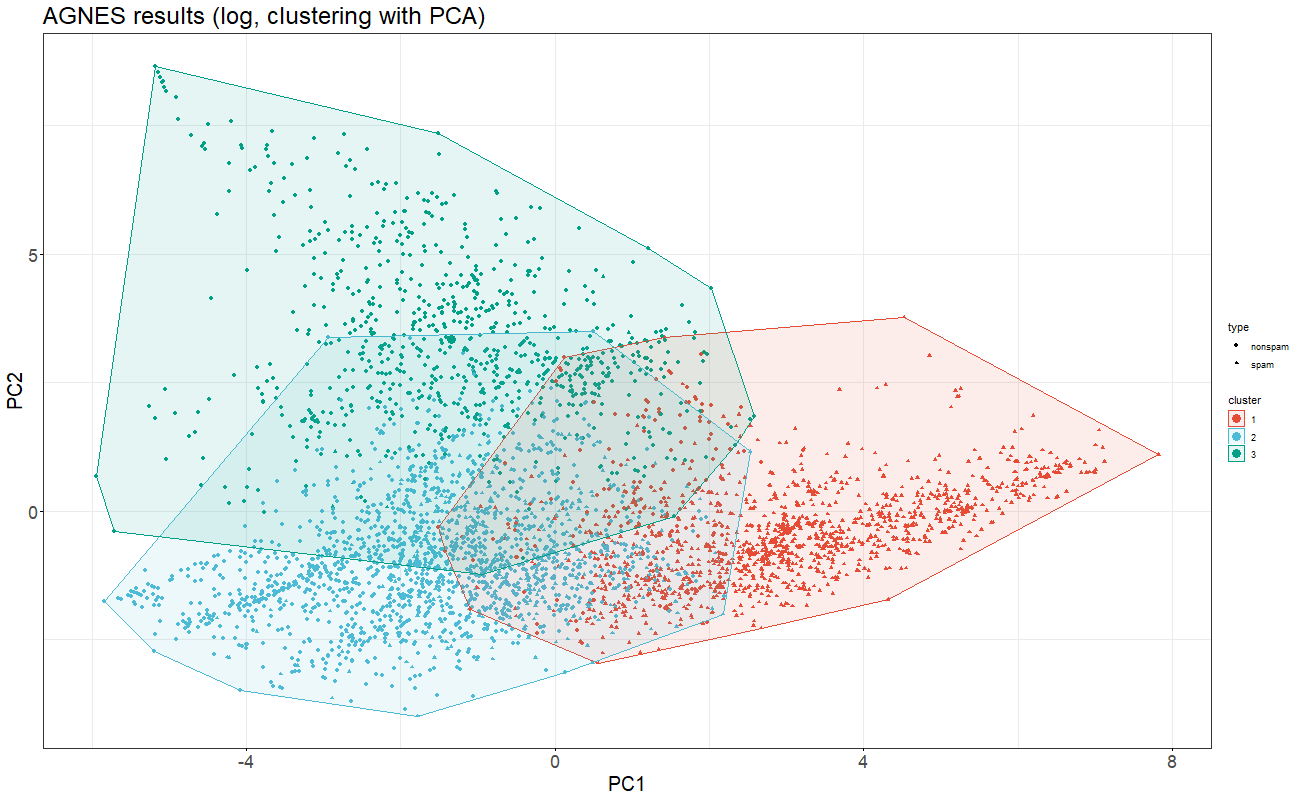 AGNES results (log, clustering with PCA)
5
0
PC2
-4
0
4
8
PC1
type
nonspam
spam
cluster
1
2
3